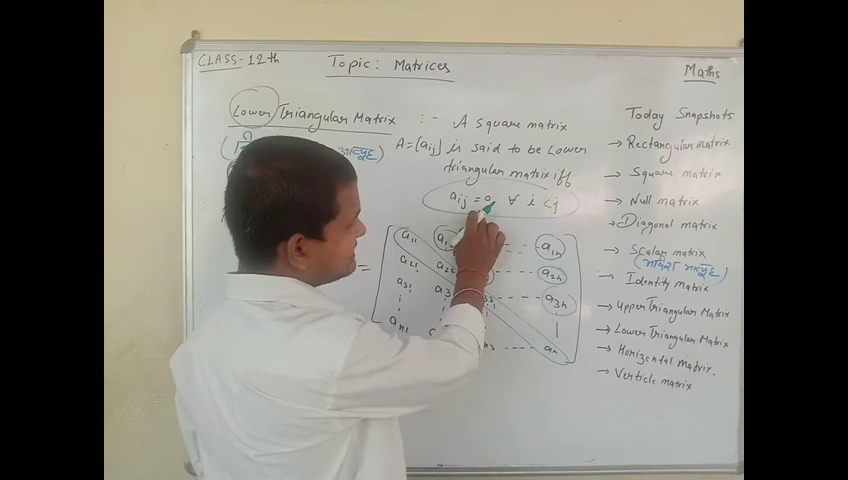 CLASS-12th
Topic: Matrices
Maths
Lower Triangular Matrix :- A square matrix
A=[aij] is said to be Lower
triangular matrix iff
aij = 0 ∀ i < j
a11 a1n
a21 a22 a2n
a31 a3n
an1
Today Snapshots
→ Rectangular matrix
→ Square matrix
→ Null matrix
→ Diagonal matrix
→ Scalar matrix
→ Identity matrix
→ Upper Triangular Matrix
→ Lower Triangular Matrix
→ Horizental Matrix.
→ Verticle matrix